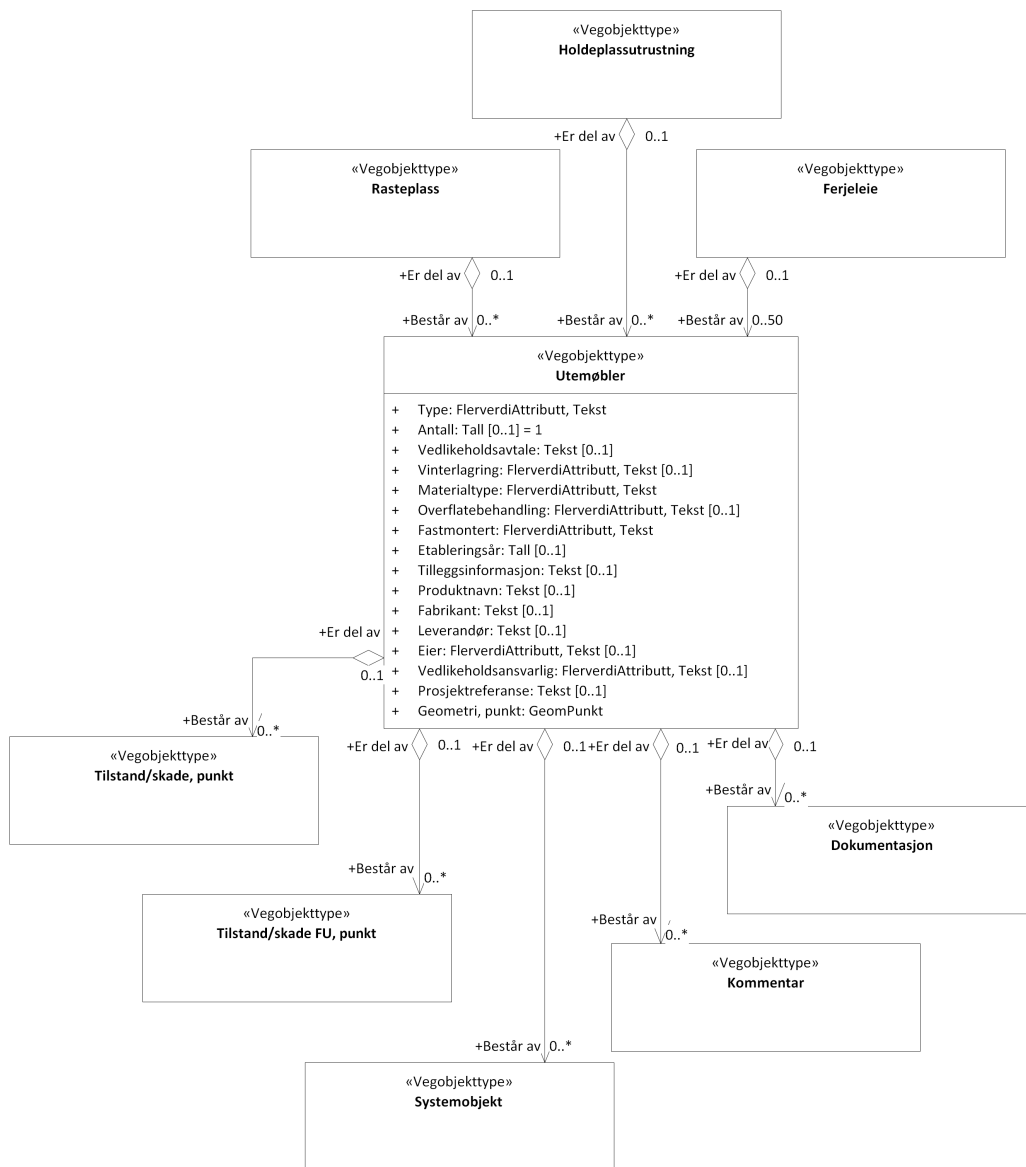 «Vegobjekttype»
Holdeplassutrustning
+Er del av 0..1
«Vegobjekttype»
Rasteplass
«Vegobjekttype»
Ferjeleie
+Er del av 0..1
+Er del av 0..1
+Består av 0..*
+Består av 0..*
+Består av 0..50
«Vegobjekttype»
Utemøbler
+ Type: FlerverdiAttributt, Tekst
+ Antall: Tall [0..1] = 1
+ Vedlikeholdsavtale: Tekst [0..1]
+ Vinterlagring: FlerverdiAttributt, Tekst [0..1]
+ Materialtype: FlerverdiAttributt, Tekst
+ Overflatebehandling: FlerverdiAttributt, Tekst [0..1]
+ Fastmontert: FlerverdiAttributt, Tekst
+ Etableringsår: Tall [0..1]
+ Tilleggsinformasjon: Tekst [0..1]
+ Produktnavn: Tekst [0..1]
+ Fabrikant: Tekst [0..1]
+ Leverandør: Tekst [0..1]
+ Eier: FlerverdiAttributt, Tekst [0..1]
+ Vedlikeholdsansvarlig: FlerverdiAttributt, Tekst [0..1]
+ Prosjektreferanse: Tekst [0..1]
+ Geometri, punkt: GeomPunkt
+Er del av
0..1
+Består av
0..*
«Vegobjekttype»
Tilstand/skade, punkt
+Er del av 0..1
+Er del av 0..1
+Er del av 0..1
+Er del av 0..1
+Består av 0..*
«Vegobjekttype»
Dokumentasjon
+Består av 0..*
«Vegobjekttype»
Tilstand/skade FU, punkt
+Består av
0..*
«Vegobjekttype»
Kommentar
+Består av 0..*
«Vegobjekttype»
Systemobjekt